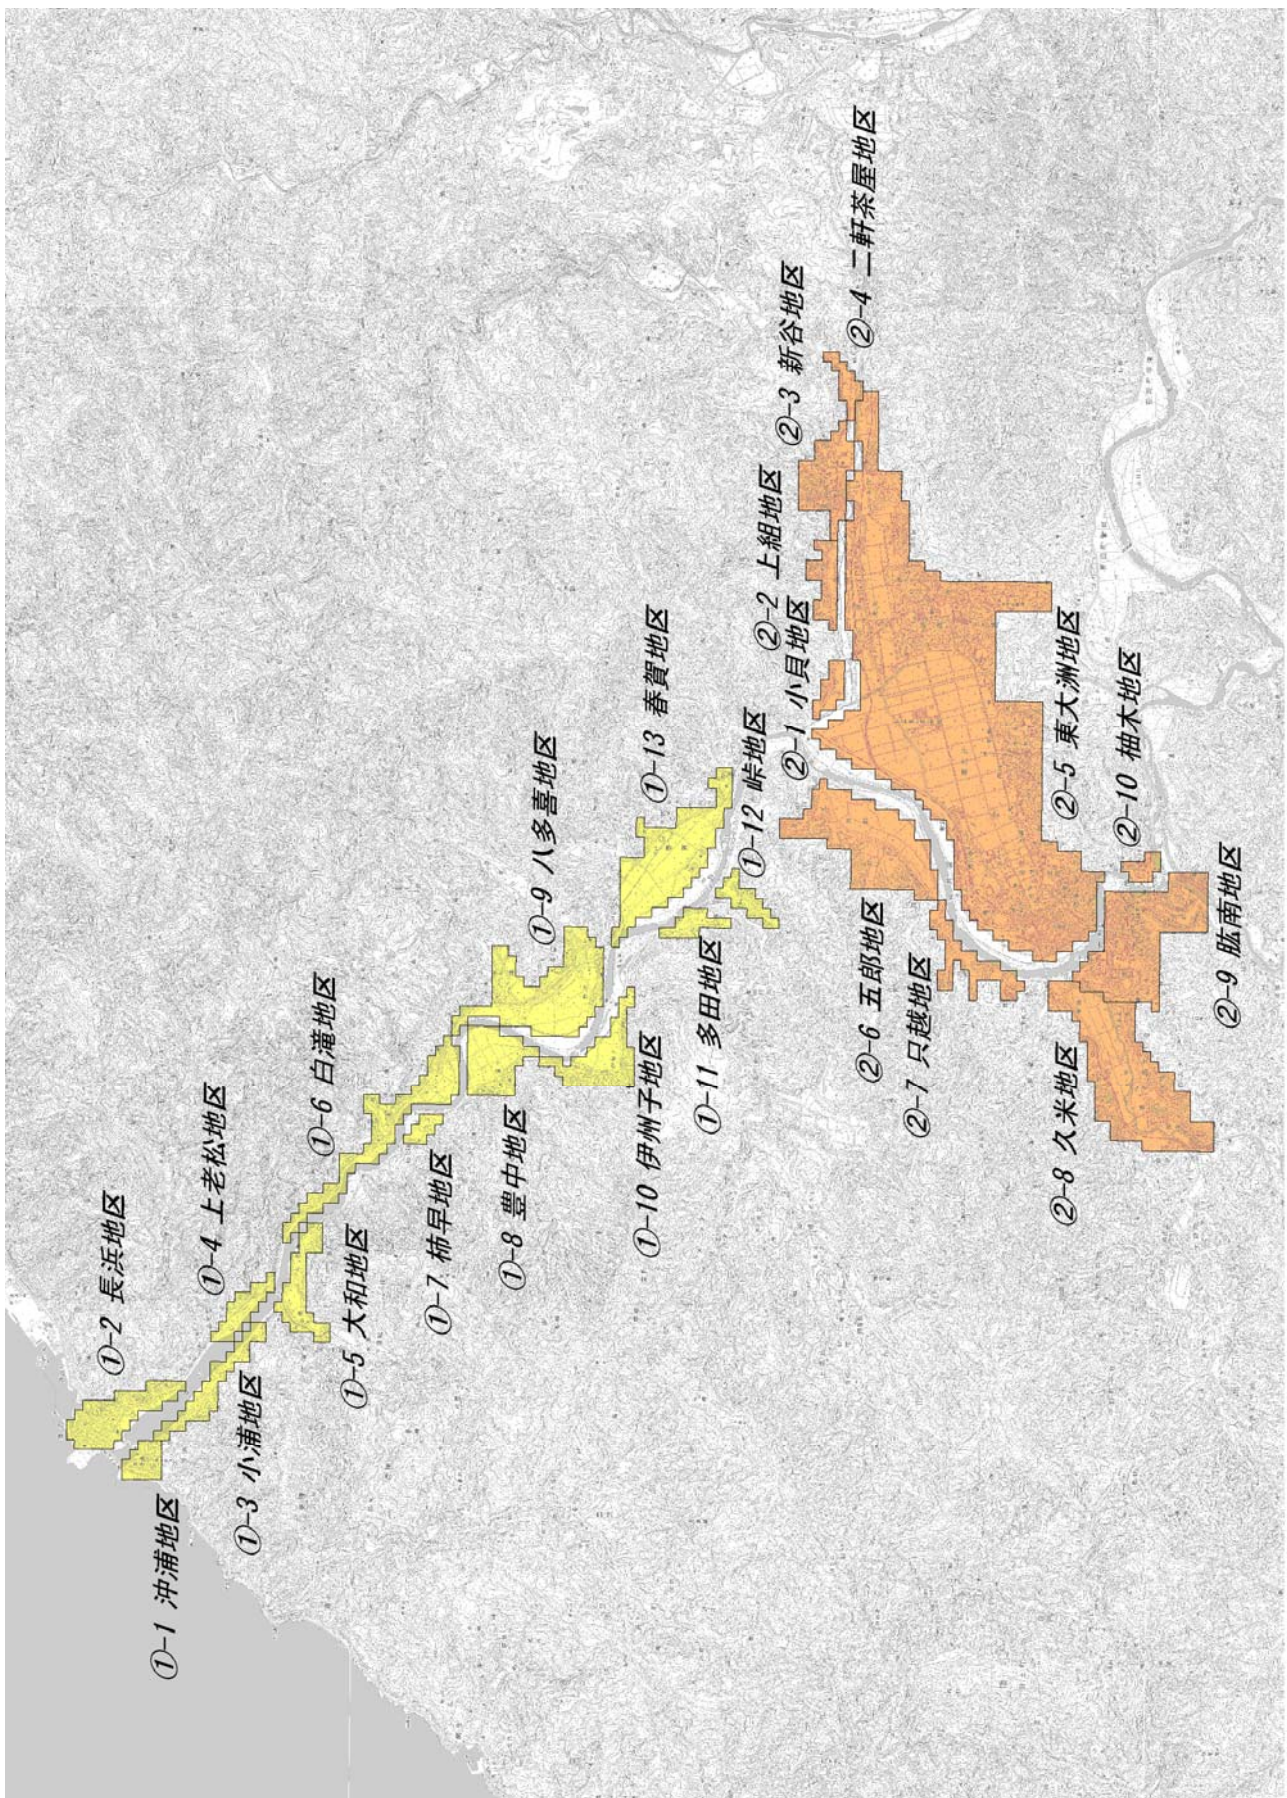 ①-1 沖浦地区
①-2 長浜地区
①-3 小浦地区
①-4 上老松地区
①-5 大和地区
①-6 白滝地区
①-7 柿早地区
①-8 豊中地区
①-9 八多喜地区
①-10 伊州子地区
①-11 多田地区
①-12 峠地区
①-13 春賀地区
②-1 小貝地区
②-2 上組地区
②-3 新谷地区
②-4 二軒茶屋地区
②-5 東大洲地区
②-6 五郎地区
②-7 只越地区
②-8 久米地区
②-9 肱南地区
②-10 柚木地区